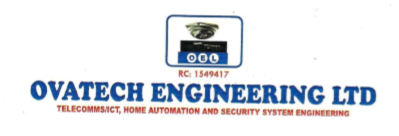 OEL
RC: 1549417
OVATECH ENGINEERING LTD
TELECOMMS/ICT, HOME AUTOMATION AND SECURITY SYSTEM ENGINEERING